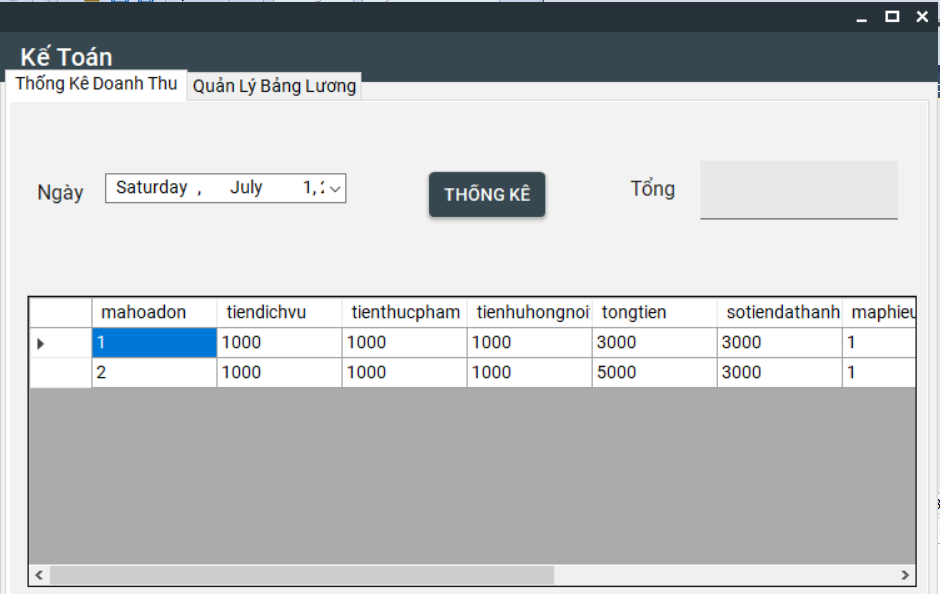 Kế Toán
Thống Kê Doanh Thu Quản Lý Bảng Lương
Ngày Saturday , July 1, THỐNG KÊ Tổng
mahoadon tiendichvu tienthucpham tienhuhongnoi tongtien sotiendathanh maphieu
1 1000 1000 1000 3000 3000 1
2 1000 1000 1000 5000 3000 1